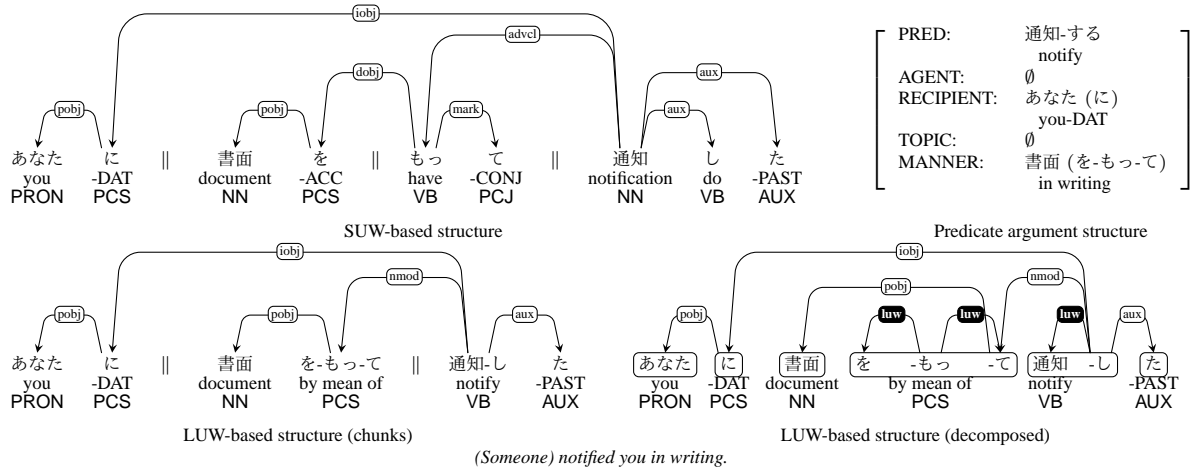 iobj
advcl
dobj aux
pobj pobj mark aux
あなた に || 書面 を || もっ て || 通知 し た
you -DAT document -ACC have -CONJ notification do -PAST
PRON PCS NN PCS VB PCJ NN VB AUX
SUW-based structure
PRED: 通知-する
notify
AGENT: ∅
RECIPIENT: あなた (に)
you-DAT
TOPIC: ∅
MANNER: 書面 (を-もっ-て)
in writing
Predicate argument structure
iobj
nmod
pobj pobj aux
あなた に || 書面 を-もっ-て || 通知-し た
you -DAT document by mean of notify -PAST
PRON PCS NN PCS VB AUX
LUW-based structure (chunks)
iobj
nmod
pobj
pobj luw luw luw aux
あなた に 書面 を -もっ -て 通知 -し た
you -DAT document by mean of notify -PAST
PRON PCS NN PCS VB AUX
LUW-based structure (decomposed)
(Someone) notified you in writing.